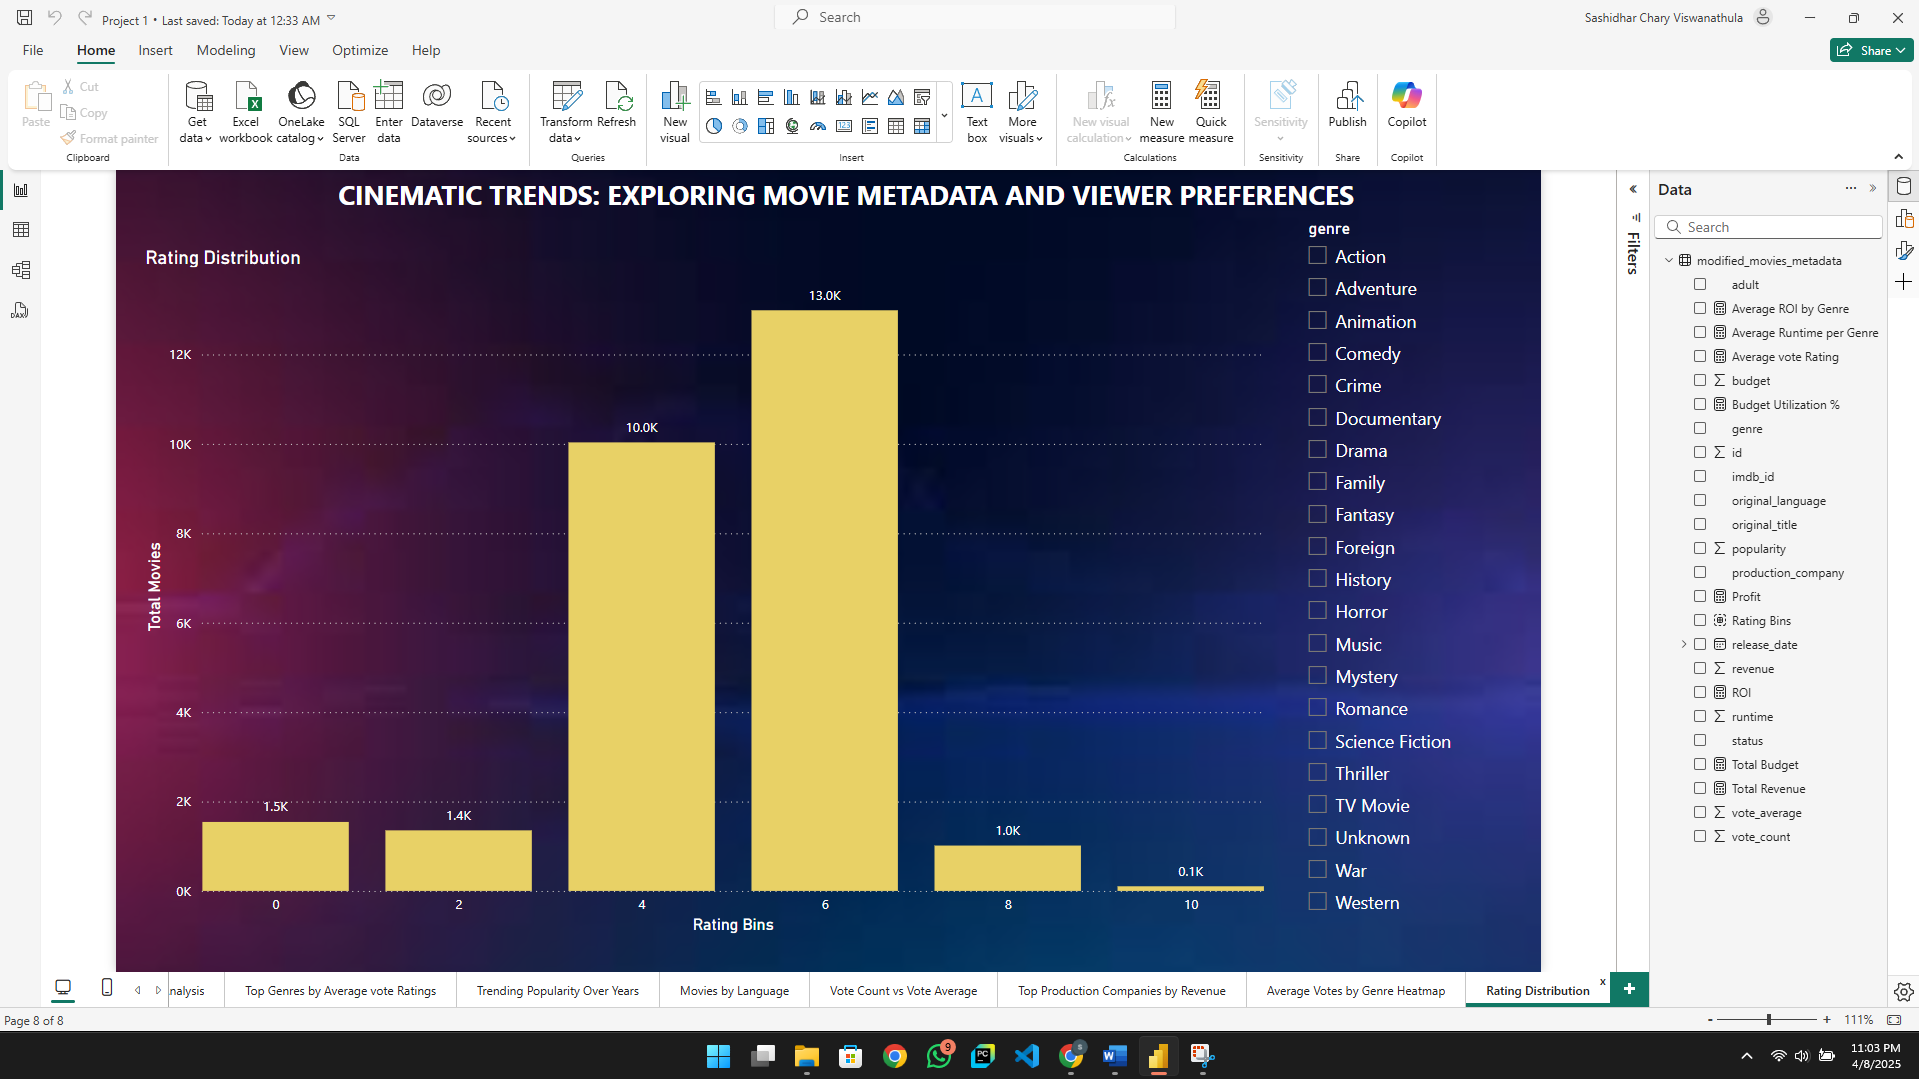 Project 1 • Last saved: Today at 12:33 AM
Search
Sashidhar Chary Viswanathula
File Home Insert Modeling View Optimize Help
Share
Paste
Cut
Copy
Format painter
Clipboard
Get data
Excel workbook
OneLake catalog
SQL Server
Enter data
Dataverse
Recent sources
Data
Transform data
Refresh
Queries
New visual
Text box
More visuals
Insert
New visual calculation
New measure
Quick measure
Calculations
Sensitivity
Sensitivity
Publish
Share
Copilot
Copilot
CINEMATIC TRENDS: EXPLORING MOVIE METADATA AND VIEWER PREFERENCES
Rating Distribution
Total Movies
12K
10K
8K
6K
4K
2K
0K
1.5K
1.4K
10.0K
13.0K
1.0K
0.1K
0 2 4 6 8 10
Rating Bins
genre
Action
Adventure
Animation
Comedy
Crime
Documentary
Drama
Family
Fantasy
Foreign
History
Horror
Music
Mystery
Romance
Science Fiction
Thriller
TV Movie
Unknown
War
Western
Filters
Data
Search
modified_movies_metadata
adult
Average ROI by Genre
Average Runtime per Genre
Average vote Rating
budget
Budget Utilization %
genre
id
imdb_id
original_language
original_title
popularity
production_company
Profit
Rating Bins
release_date
revenue
ROI
runtime
status
Total Budget
Total Revenue
vote_average
vote_count
nalysis
Top Genres by Average vote Ratings
Trending Popularity Over Years
Movies by Language
Vote Count vs Vote Average
Top Production Companies by Revenue
Average Votes by Genre Heatmap
Rating Distribution
x
+
Page 8 of 8
- + 111%
9
PC
S
11:03 PM
4/8/2025